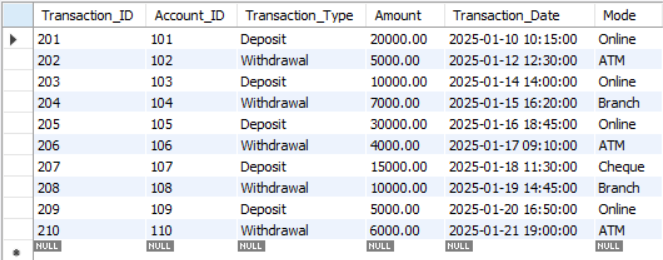 Transaction_ID Account_ID Transaction_Type Amount Transaction_Date Mode
201 101 Deposit 20000.00 2025-01-10 10:15:00 Online
202 102 Withdrawal 5000.00 2025-01-12 12:30:00 ATM
203 103 Deposit 10000.00 2025-01-14 14:00:00 Online
204 104 Withdrawal 7000.00 2025-01-15 16:20:00 Branch
205 105 Deposit 30000.00 2025-01-16 18:45:00 Online
206 106 Withdrawal 4000.00 2025-01-17 09:10:00 ATM
207 107 Deposit 15000.00 2025-01-18 11:30:00 Cheque
208 108 Withdrawal 10000.00 2025-01-19 14:45:00 Branch
209 109 Deposit 5000.00 2025-01-20 16:50:00 Online
210 110 Withdrawal 6000.00 2025-01-21 19:00:00 ATM
NULL NULL NULL NULL NULL NULL